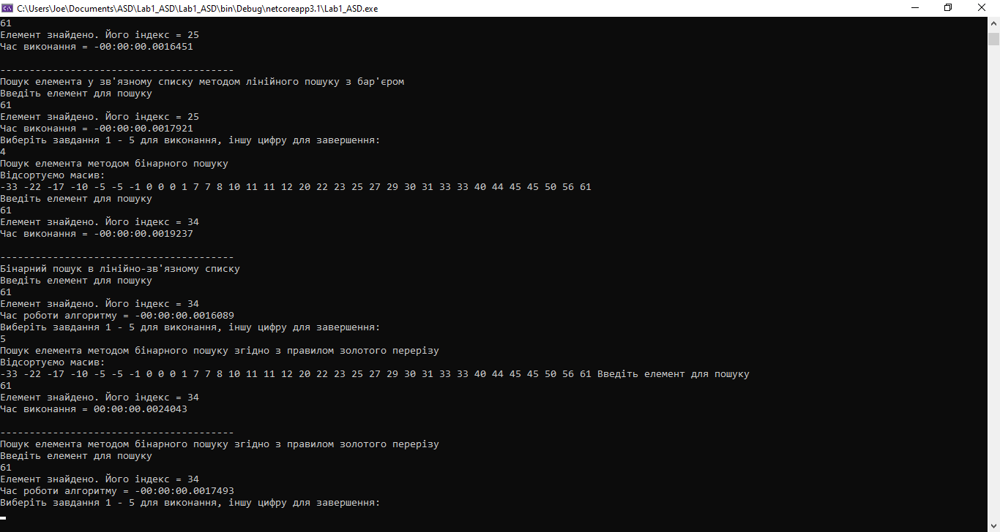 C:\Users\Joe\Documents\ASD\Lab1_ASD\Lab1_ASD\bin\Debug\netcoreapp3.1\Lab1_ASD.exe
61
Елемент знайдено. Його індекс = 25
Час виконання = -00:00:00.0016451
----------------------------------------
Пошук елемента у зв'язному списку методом лінійного пошуку з бар'єром
Введіть елемент для пошуку
61
Елемент знайдено. Його індекс = 25
Час виконання = -00:00:00.0017921
Виберіть завдання 1 - 5 для виконання, іншу цифру для завершення:
4
Пошук елемента методом бінарного пошуку
Відсортуємо масив:
-33 -22 -17 -10 -5 -5 -1 0 0 0 1 7 7 8 10 11 11 12 20 22 23 25 27 29 30 31 33 33 40 44 45 45 50 56 61
Введіть елемент для пошуку
61
Елемент знайдено. Його індекс = 34
Час виконання = -00:00:00.0019237
----------------------------------------
Бінарний пошук в лінійно-зв'язному списку
Введіть елемент для пошуку
61
Елемент знайдено. Його індекс = 34
Час роботи алгоритму = -00:00:00.0016089
Виберіть завдання 1 - 5 для виконання, іншу цифру для завершення:
5
Пошук елемента методом бінарного пошуку згідно з правилом золотого перерізу
Відсортуємо масив:
-33 -22 -17 -10 -5 -5 -1 0 0 0 1 7 7 8 10 11 11 12 20 22 23 25 27 29 30 31 33 33 40 44 45 45 50 56 61 Введіть елемент для пошуку
61
Елемент знайдено. Його індекс = 34
Час виконання = 00:00:00.0024043
----------------------------------------
Пошук елемента методом бінарного пошуку згідно з правилом золотого перерізу
Введіть елемент для пошуку
61
Елемент знайдено. Його індекс = 34
Час роботи алгоритму = -00:00:00.0017493
Виберіть завдання 1 - 5 для виконання, іншу цифру для завершення: